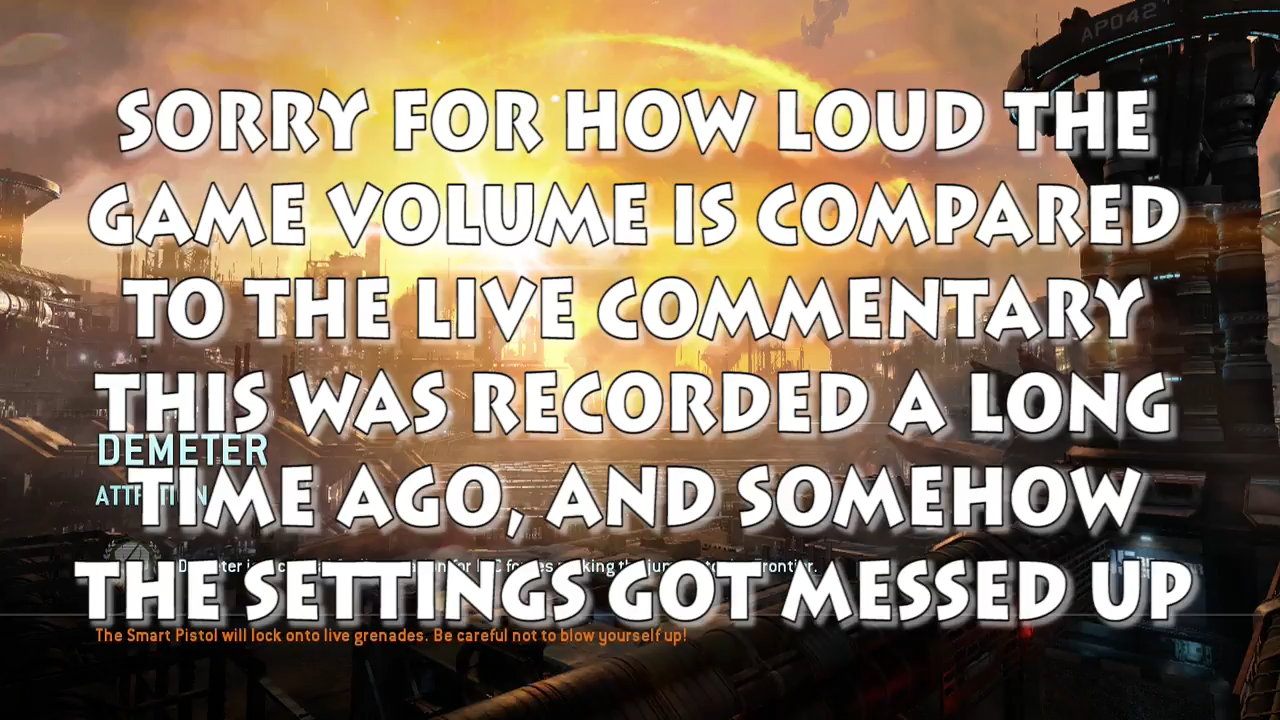 AP042
SORRY FOR HOW LOUD THE
GAME VOLUME IS COMPARED
TO THE LIVE COMMENTARY
THIS WAS RECORDED A LONG
DEMETER
TIME AGO, AND SOMEHOW
THE SETTINGS GOT MESSED UP
The Smart Pistol will lock onto live grenades. Be careful not to blow yourself up!